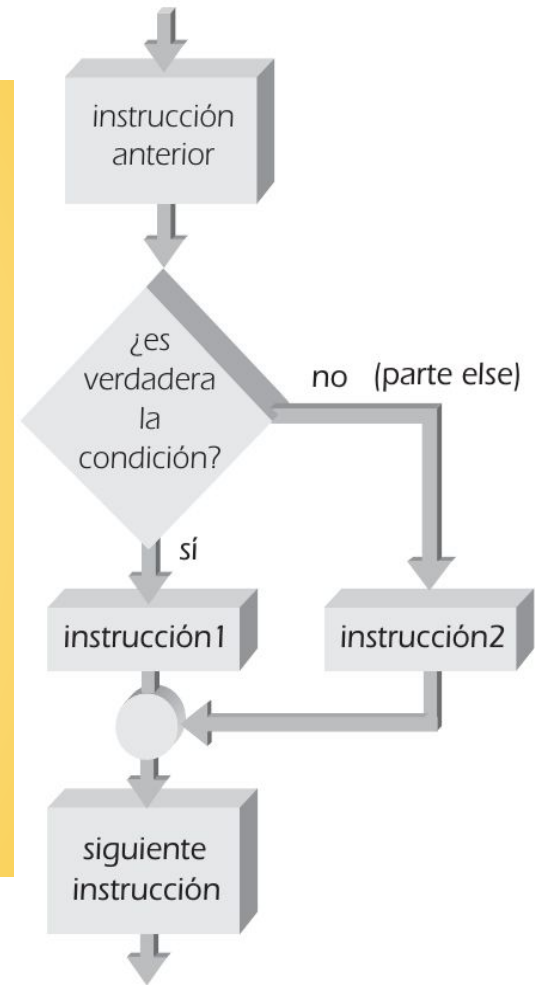 instrucción
anterior
¿es
verdadera
la
condición?
no (parte else)
sí
instrucción1
instrucción2
siguiente
instrucción